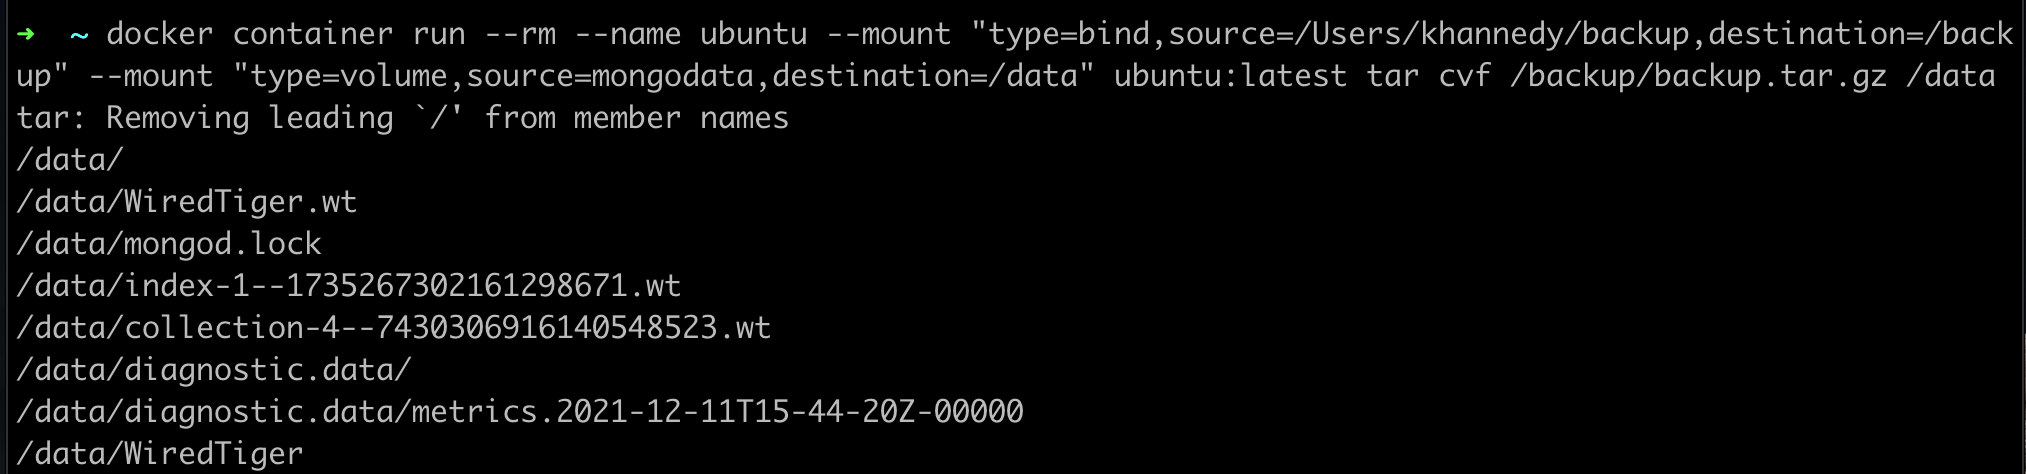 ➜  ~ docker container run --rm --name ubuntu --mount "type=bind,source=/Users/khannedy/backup,destination=/back
up" --mount "type=volume,source=mongodata,destination=/data" ubuntu:latest tar cvf /backup/backup.tar.gz /data
tar: Removing leading `/' from member names
/data/
/data/WiredTiger.wt
/data/mongod.lock
/data/index-1--1735267302161298671.wt
/data/collection-4--7430306916140548523.wt
/data/diagnostic.data/
/data/diagnostic.data/metrics.2021-12-11T15-44-20Z-00000
/data/WiredTiger